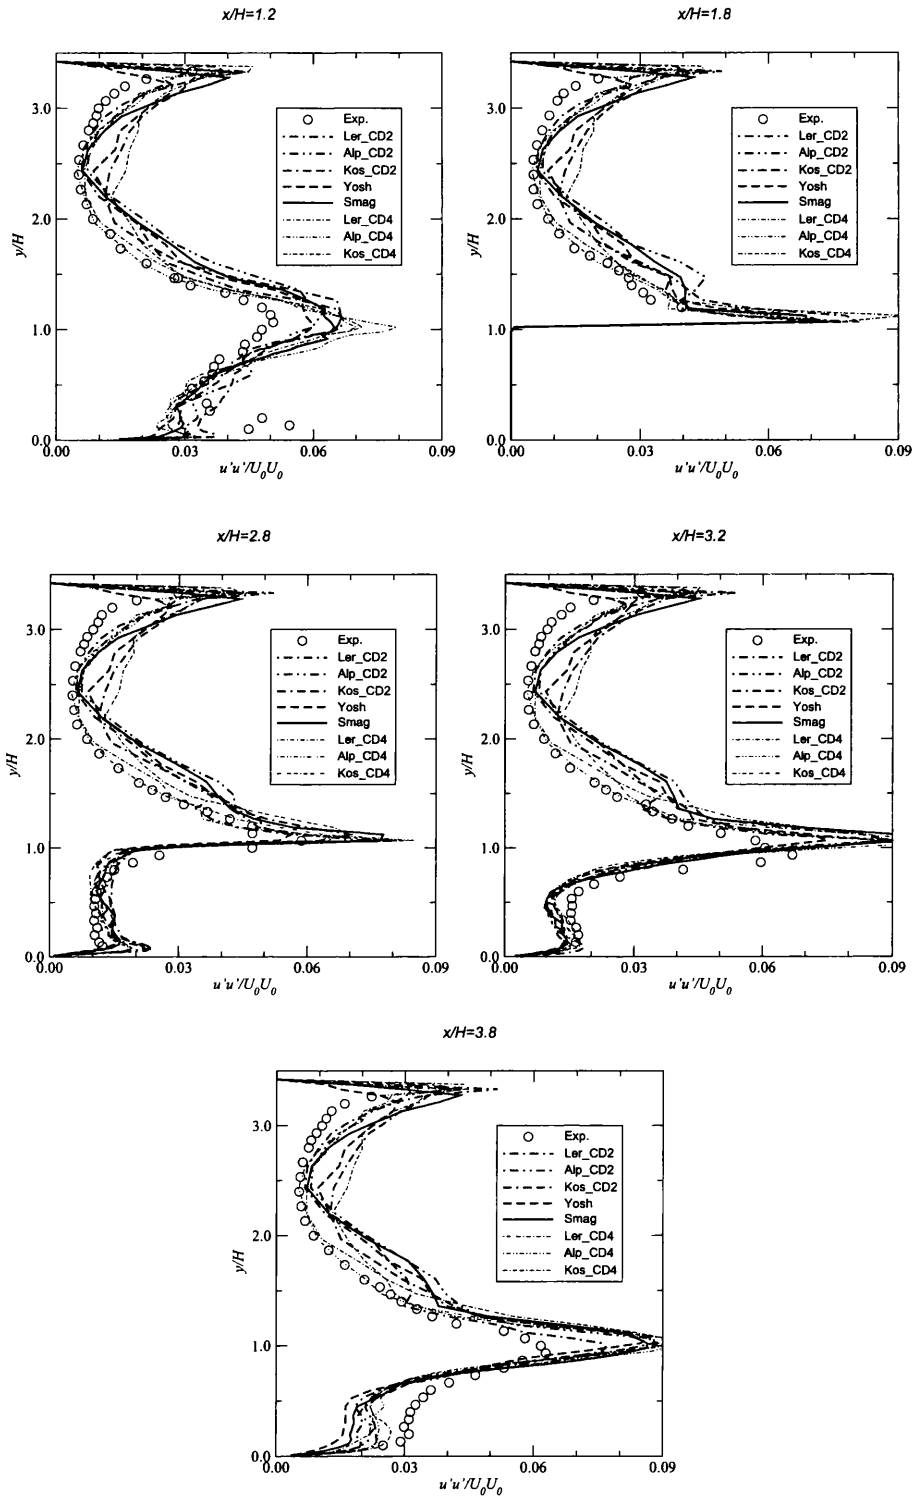 x/H=1.2
3.0
2.0
1.0
0.0
y/H
Exp.
Ler_CD2
Alp_CD2
Kos_CD2
Yosh
Smag
Ler_CD4
Alp_CD4
Kos_CD4
0.00 0.03 0.06 0.09
u'u'/U0U0
x/H=1.8
3.0
2.0
1.0
0.0
Exp.
Ler_CD2
Alp_CD2
Kos_CD2
Yosh
Smag
Ler_CD4
Alp_CD4
Kos_CD4
0.00 0.03 0.06 0.09
u'u'/U0U0
x/H=2.8
3.0
2.0
1.0
0.0
y/H
Exp.
Ler_CD2
Alp_CD2
Kos_CD2
Yosh
Smag
Ler_CD4
Alp_CD4
Kos_CD4
0.00 0.03 0.06 0.09
u'u'/U0U0
x/H=3.2
3.0
2.0
1.0
0.0
Exp.
Ler_CD2
Alp_CD2
Kos_CD2
Yosh
Smag
Ler_CD4
Alp_CD4
Kos_CD4
0.00 0.03 0.06 0.09
u'u'/U0U0
x/H=3.8
3.0
2.0
1.0
0.0
y/H
Exp.
Ler_CD2
Alp_CD2
Kos_CD2
Yosh
Smag
Ler_CD4
Alp_CD4
Kos_CD4
0.00 0.03 0.06 0.09
u'u'/U0U0